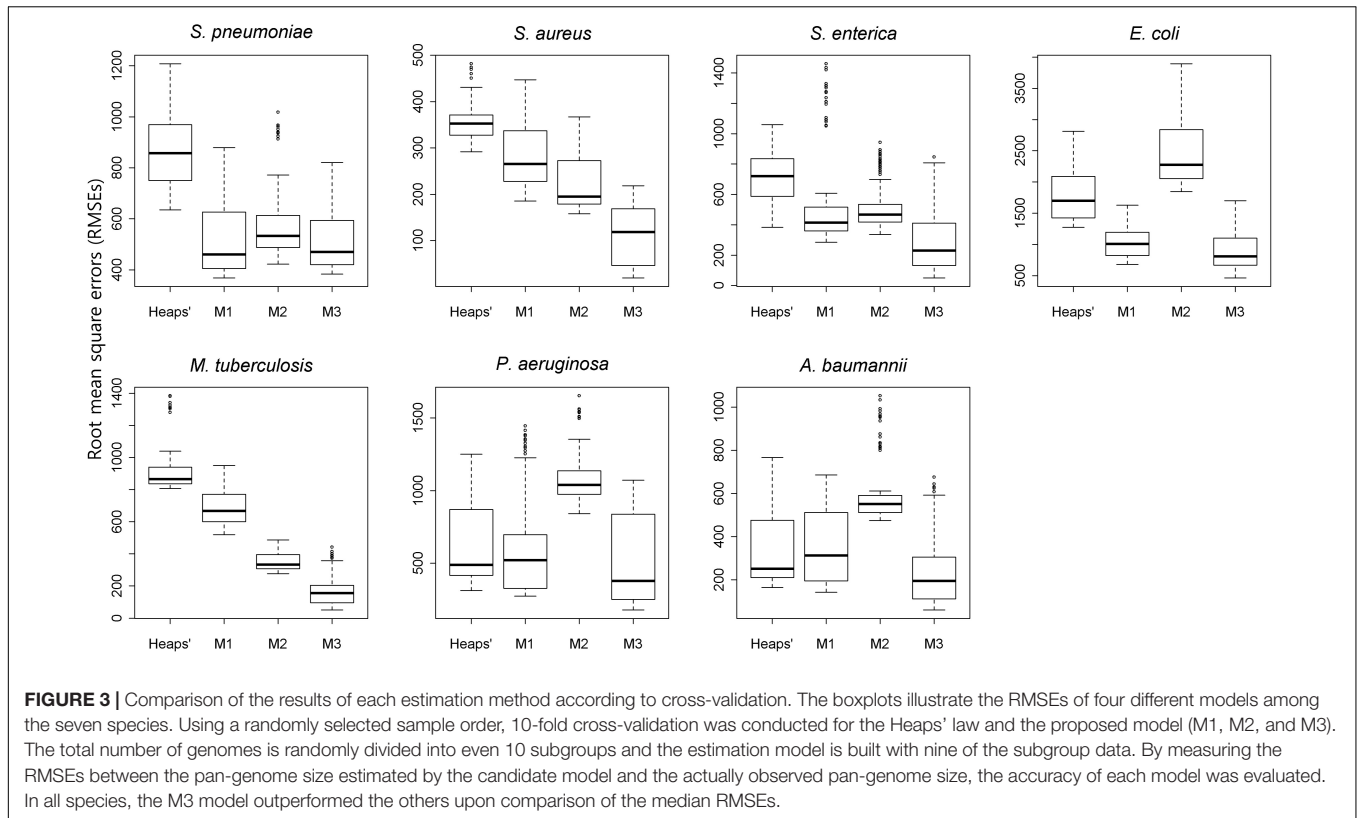 S. pneumoniae
S. aureus
S. enterica
E. coli
Root mean square errors (RMSEs)
400 600 800 1000 1200
Heaps' M1 M2 M3
100 200 300 400 500
Heaps' M1 M2 M3
0 200 400 600 1000 1400
Heaps' M1 M2 M3
500 1500 2500 3500
Heaps' M1 M2 M3
M. tuberculosis
P. aeruginosa
A. baumannii
0 200 600 1000 1400
Heaps' M1 M2 M3
500 1000 1500
Heaps' M1 M2 M3
200 400 600 800 1000
Heaps' M1 M2 M3
FIGURE 3 | Comparison of the results of each estimation method according to cross-validation. The boxplots illustrate the RMSEs of four different models among
the seven species. Using a randomly selected sample order, 10-fold cross-validation was conducted for the Heaps' law and the proposed model (M1, M2, and M3).
The total number of genomes is randomly divided into even 10 subgroups and the estimation model is built with nine of the subgroup data. By measuring the
RMSEs between the pan-genome size estimated by the candidate model and the actually observed pan-genome size, the accuracy of each model was evaluated.
In all species, the M3 model outperformed the others upon comparison of the median RMSEs.